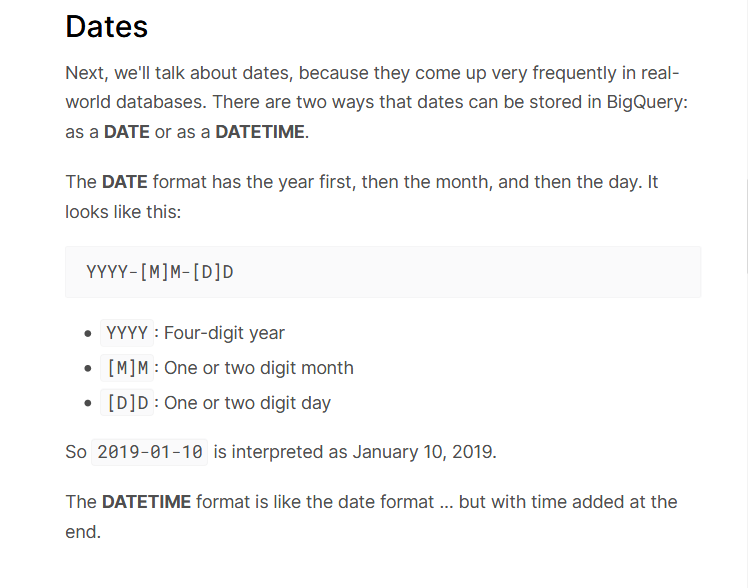 Dates
Next, we'll talk about dates, because they come up very frequently in real-
world databases. There are two ways that dates can be stored in BigQuery:
as a DATE or as a DATETIME.
The DATE format has the year first, then the month, and then the day. It
looks like this:
YYYY-[M]M-[D]D
• YYYY : Four-digit year
• [M]M : One or two digit month
• [D]D : One or two digit day
So 2019-01-10 is interpreted as January 10, 2019.
The DATETIME format is like the date format ... but with time added at the
end.